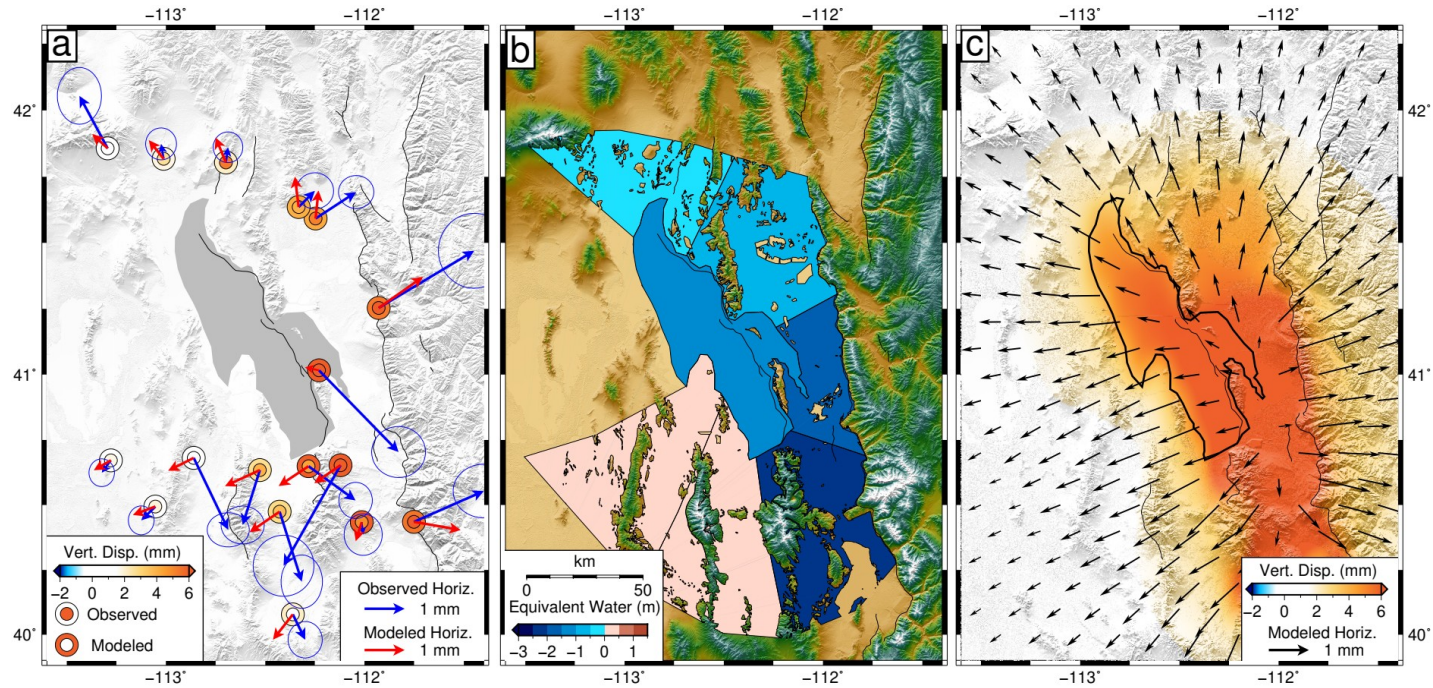 -113° -112°
-113° -112°
-113° -112°
a
b
c
42°
41°
40°
42°
41°
40°
Vert. Disp. (mm)
-2 0 2 4 6
Observed
Modeled
Observed Horiz.
1 mm
Modeled Horiz.
1 mm
km
0 50
Equivalent Water (m)
-3 -2 -1 0 1
Vert. Disp. (mm)
-2 0 2 4 6
Modeled Horiz.
1 mm
-113° -112°
-113° -112°
-113° -112°